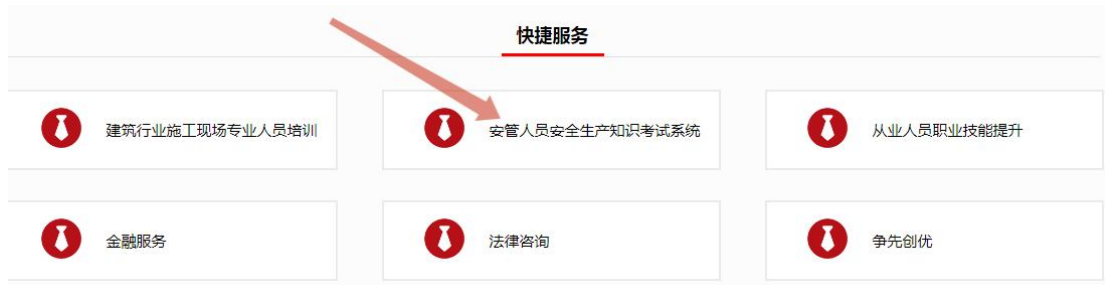 快捷服务
建筑行业施工现场专业人员培训
安管人员安全生产知识考试系统
从业人员职业技能提升
金融服务
法律咨询
争先创优